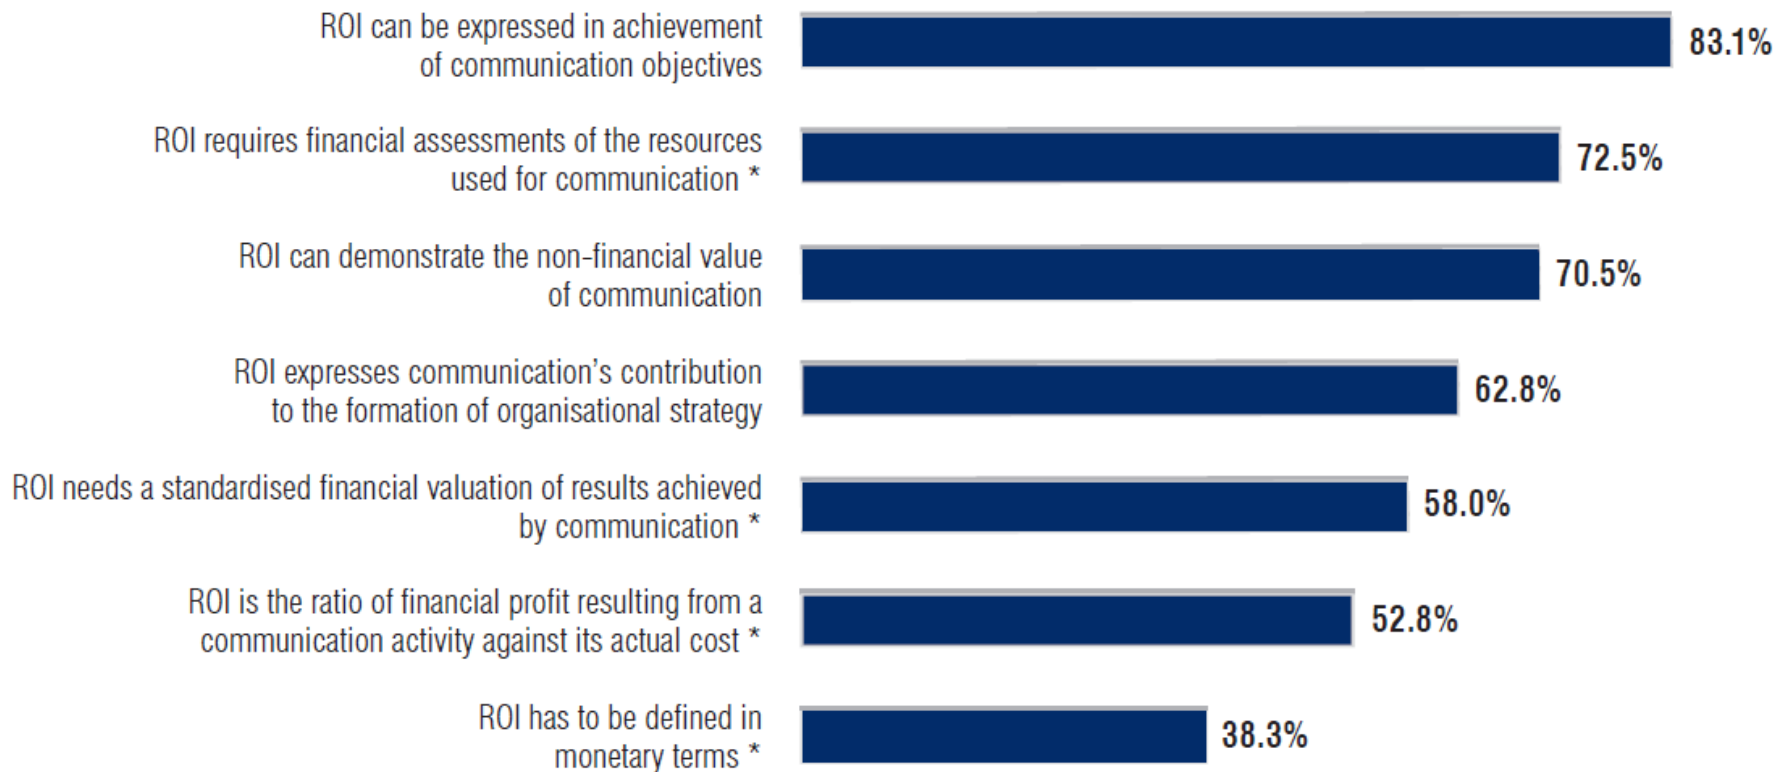 ROI can be expressed in achievement
of communication objectives
83.1%
ROI requires financial assessments of the resources
used for communication *
72.5%
ROI can demonstrate the non-financial value
of communication
70.5%
ROI expresses communication’s contribution
to the formation of organisational strategy
62.8%
ROI needs a standardised financial valuation of results achieved
by communication *
58.0%
ROI is the ratio of financial profit resulting from a
communication activity against its actual cost *
52.8%
ROI has to be defined in
monetary terms *
38.3%